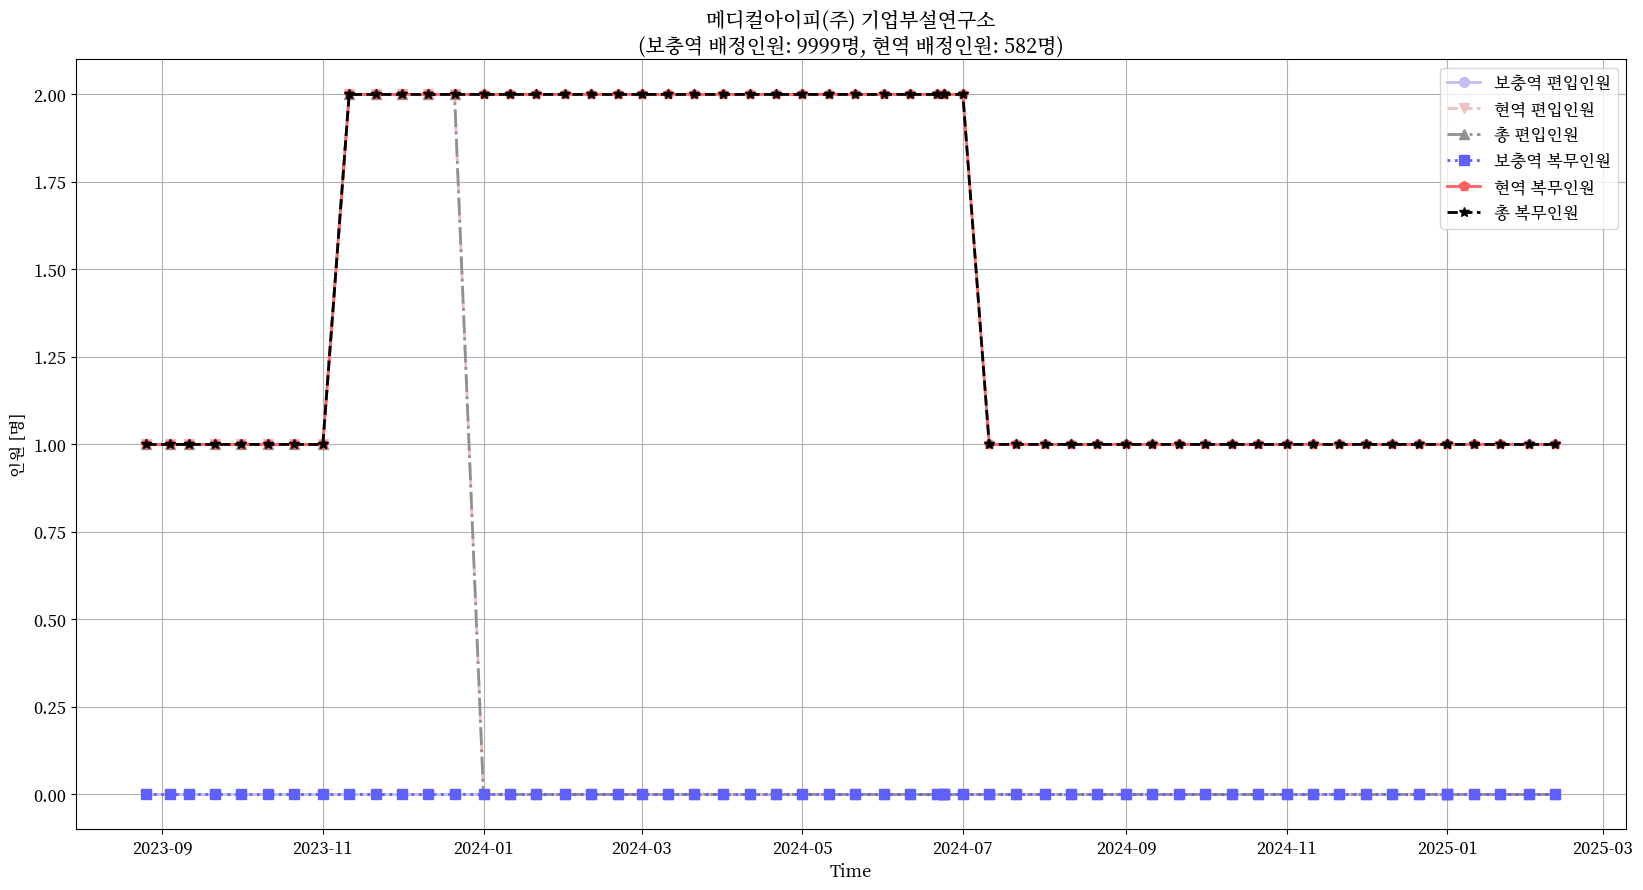 메디컬아이피(주) 기업부설연구소
(보충역 배정인원: 9999명, 현역 배정인원: 582명)
보충역 편입인원
현역 편입인원
총 편입인원
보충역 복무인원
현역 복무인원
총 복무인원
인원 [명]
2.00
1.75
1.50
1.25
1.00
0.75
0.50
0.25
0.00
2023-09
2023-11
2024-01
2024-03
2024-05
2024-07
2024-09
2024-11
2025-01
2025-03
Time